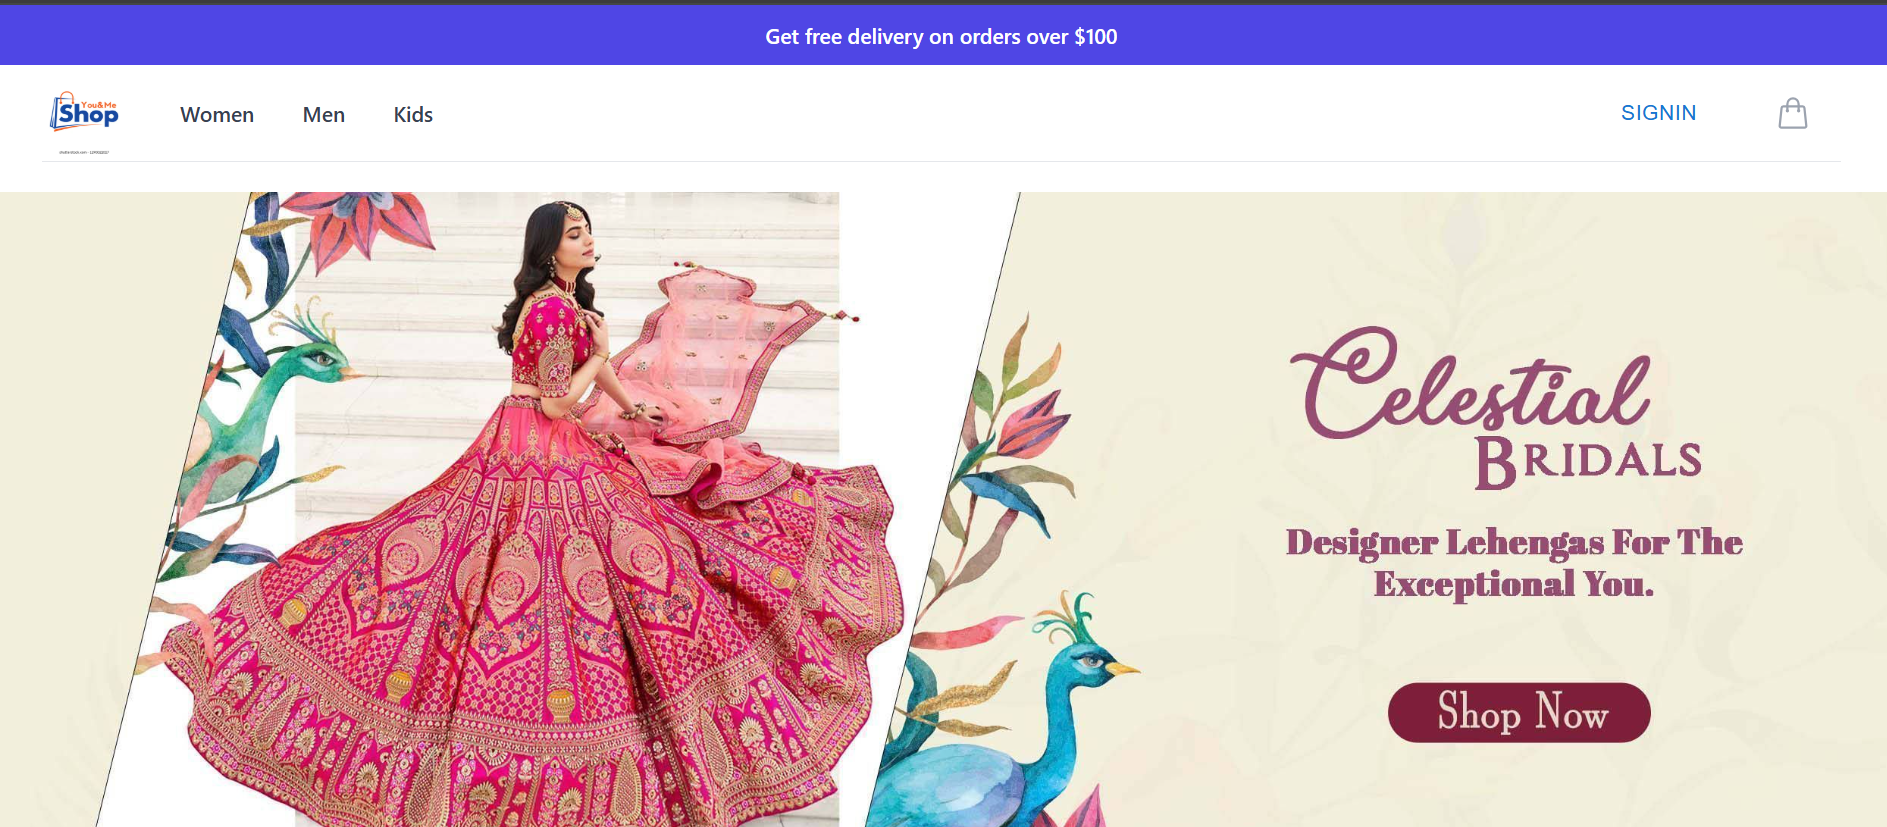 Get free delivery on orders over $100
You&Me
Shop
Women
Men
Kids
SIGNIN
Celestial
BRIDALS
Designer Lehengas For The
Exceptional You.
Shop Now